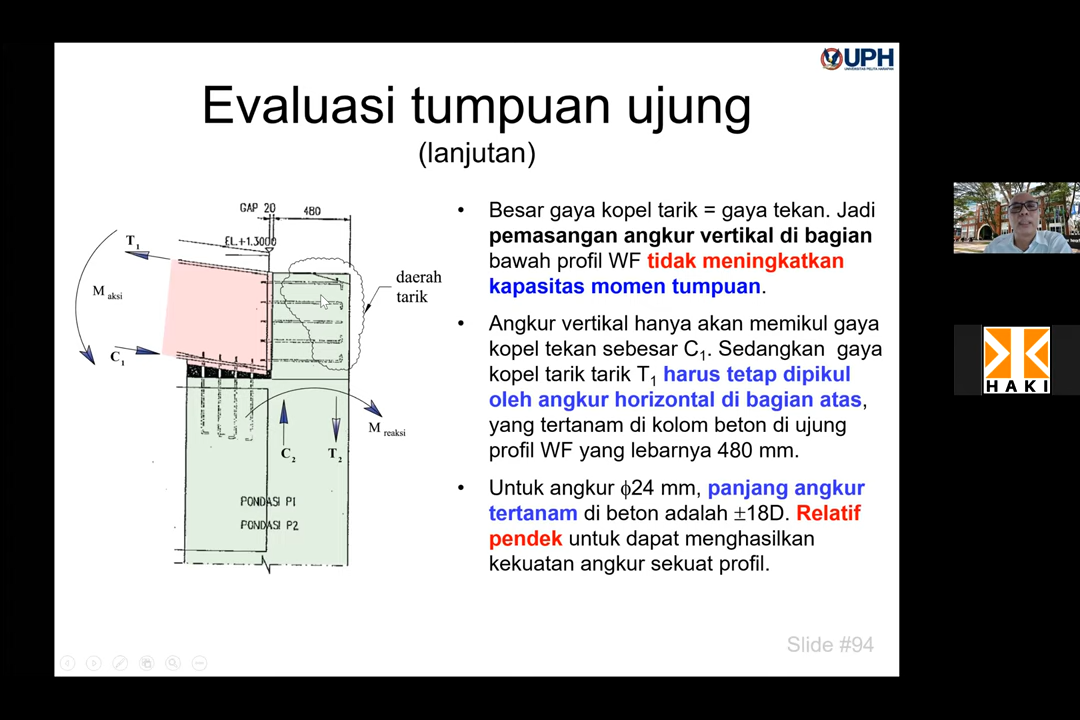 UPH
UNIVERSITAS PELITA HARAPAN
Evaluasi tumpuan ujung
(lanjutan)
GAP 20
480
EL.+1.3000
T1
M aksi
C1
daerah
tarik
M reaksi
C2
T2
PONDASI P1
PONDASI P2
• Besar gaya kopel tarik = gaya tekan. Jadi
pemasangan angkur vertikal di bagian
bawah profil WF tidak meningkatkan
kapasitas momen tumpuan.
• Angkur vertikal hanya akan memikul gaya
kopel tekan sebesar C1. Sedangkan gaya
kopel tarik tarik T1 harus tetap dipikul
oleh angkur horizontal di bagian atas,
yang tertanam di kolom beton di ujung
profil WF yang lebarnya 480 mm.
• Untuk angkur ϕ24 mm, panjang angkur
tertanam di beton adalah ±18D. Relatif
pendek untuk dapat menghasilkan
kekuatan angkur sekuat profil.
Slide #94
HAKI